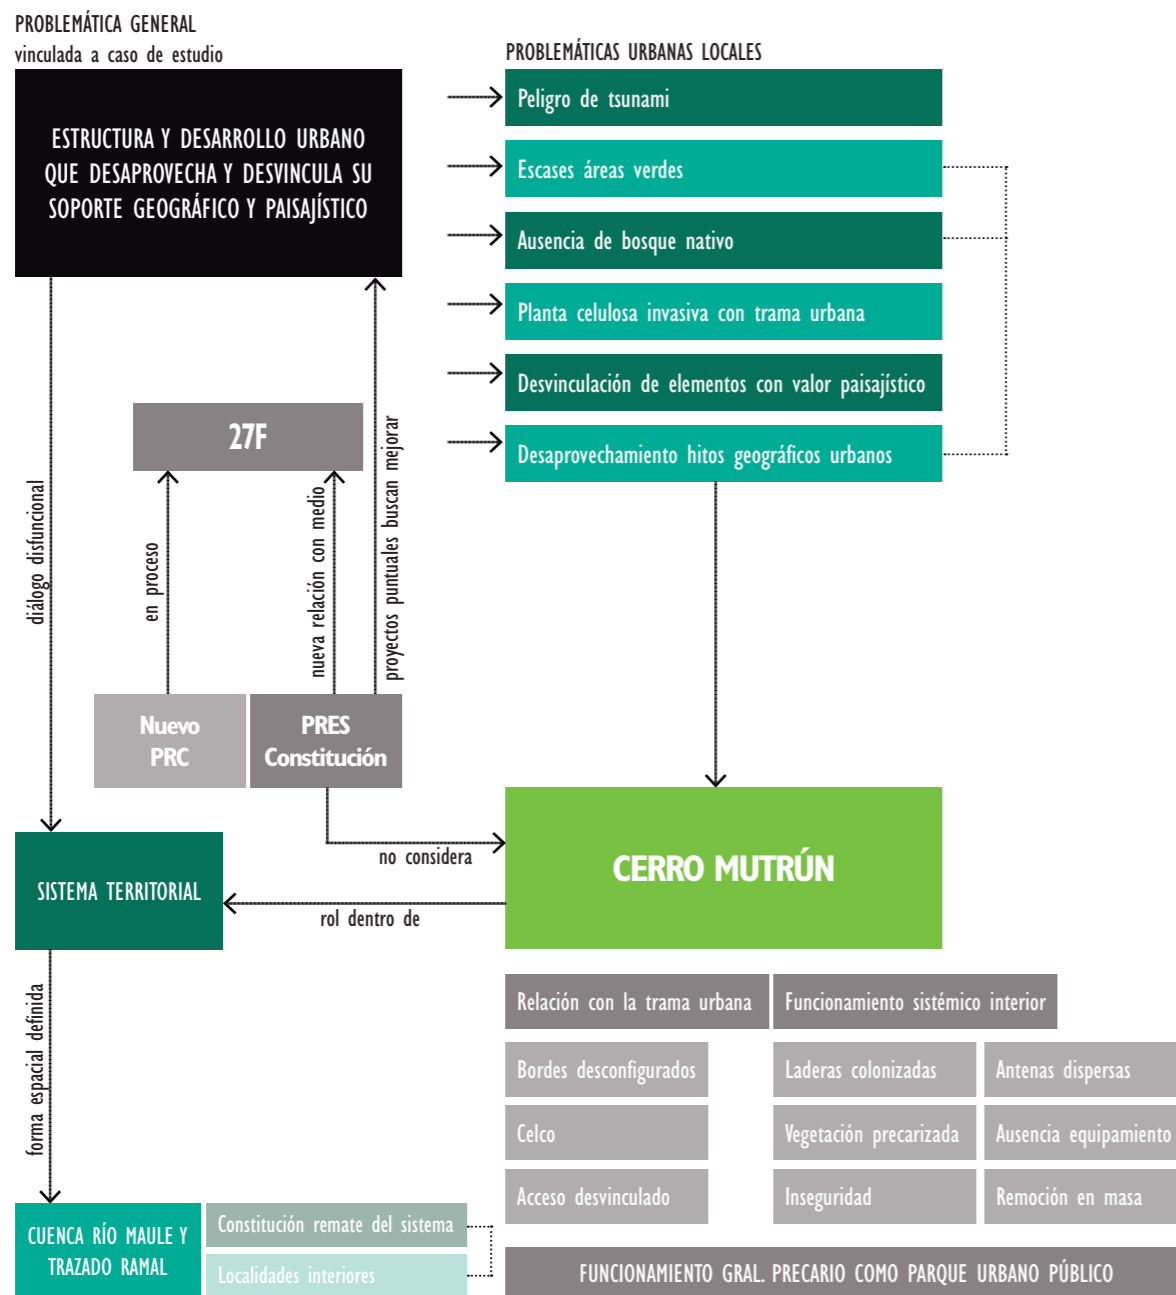 PROBLEMÁTICA GENERAL
vinculada a caso de estudio
ESTRUCTURA Y DESARROLLO URBANO
QUE DESAPROVECHA Y DESVINCULA SU
SOPORTE GEOGRÁFICO Y PAISAJÍSTICO
PROBLEMÁTICAS URBANAS LOCALES
Peligro de tsunami
Escases áreas verdes
Ausencia de bosque nativo
Planta celulosa invasiva con trama urbana
Desvinculación de elementos con valor paisajístico
Desaprovechamiento hitos geográficos urbanos
27F
diálogo disfuncional
en proceso
nueva relación con medio
proyectos puntuales buscan mejorar
Nuevo
PRC
PRES
Constitución
no considera
CERRO MUTRÚN
SISTEMA TERRITORIAL
rol dentro de
forma espacial definida
Relación con la trama urbana
Funcionamiento sistémico interior
Bordes desconfigurados
Laderas colonizadas
Antenas dispersas
Celco
Vegetación precarizada
Ausencia equipamiento
Acceso desvinculado
Inseguridad
Remoción en masa
CUENCA RÍO MAULE Y
TRAZADO RAMAL
Constitución remate del sistema
Localidades interiores
FUNCIONAMIENTO GRAL. PRECARIO COMO PARQUE URBANO PÚBLICO